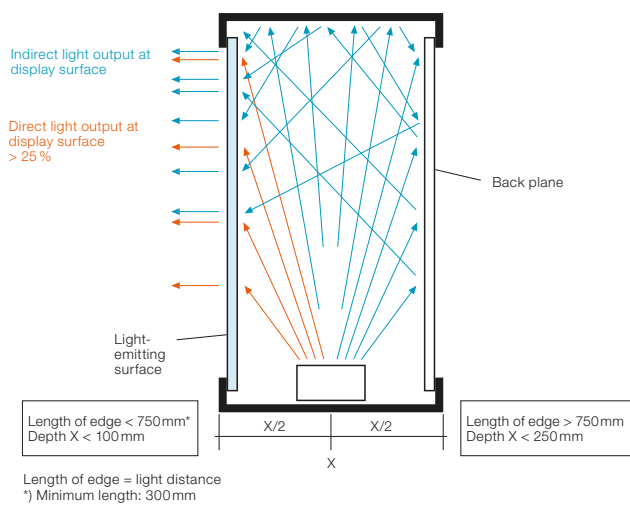 Indirect light output at
display surface
Direct light output at
display surface
> 25 %
Back plane
Light-
emitting
surface
Length of edge < 750 mm*
Depth X < 100 mm
X/2
X/2
Length of edge > 750 mm
Depth X < 250 mm
X
Length of edge = light distance
*) Minimum length: 300 mm